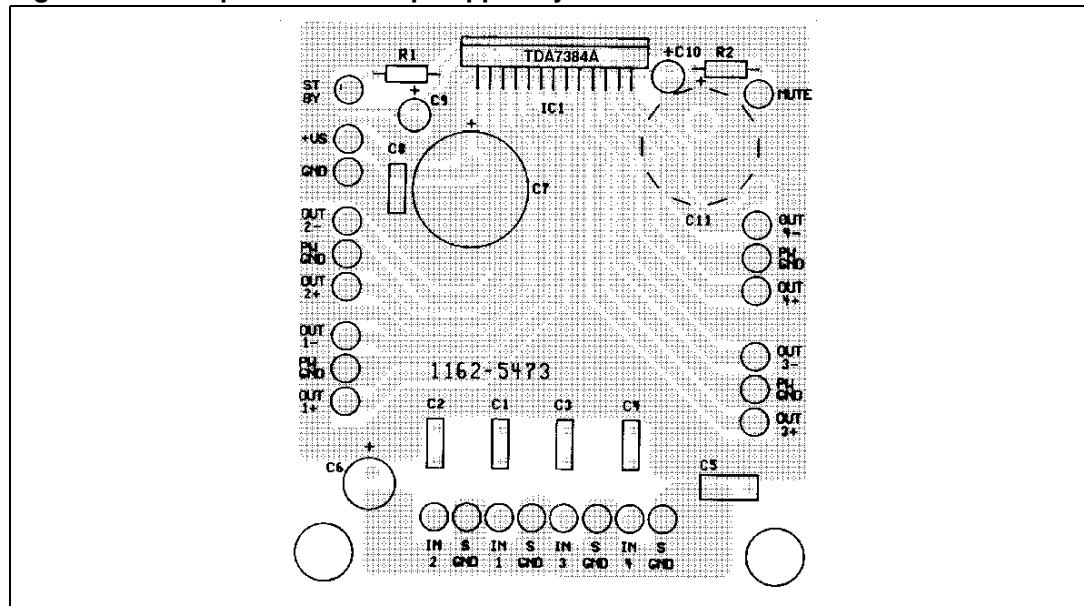 TDA7384A
+C10
R2
R1
ST
BY
+
C9
+
MUTE
IC1
+
+VS
C8
GND
C7
OUT
2-
C11
OUT
4-
PW
GND
PW
GND
OUT
2+
OUT
4+
OUT
1-
OUT
3-
PW
GND
1162-5473
PW
GND
OUT
1+
C2
C1
C3
C4
OUT
3+
+
C6
C5
IN
2
S
GND
IN
1
S
GND
IN
3
S
GND
IN
4
S
GND